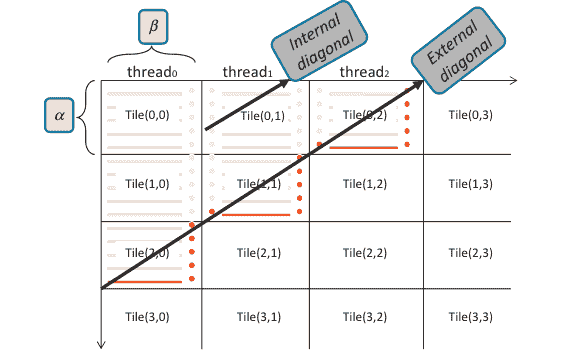 β
Internal
diagonal
External
diagonal
thread0
thread1
thread2
α
Tile(0,0)
Tile(0,1)
Tile(0,2)
Tile(0,3)
Tile(1,0)
Tile(1,1)
Tile(1,2)
Tile(1,3)
Tile(2,0)
Tile(2,1)
Tile(2,2)
Tile(2,3)
Tile(3,0)
Tile(3,1)
Tile(3,2)
Tile(3,3)